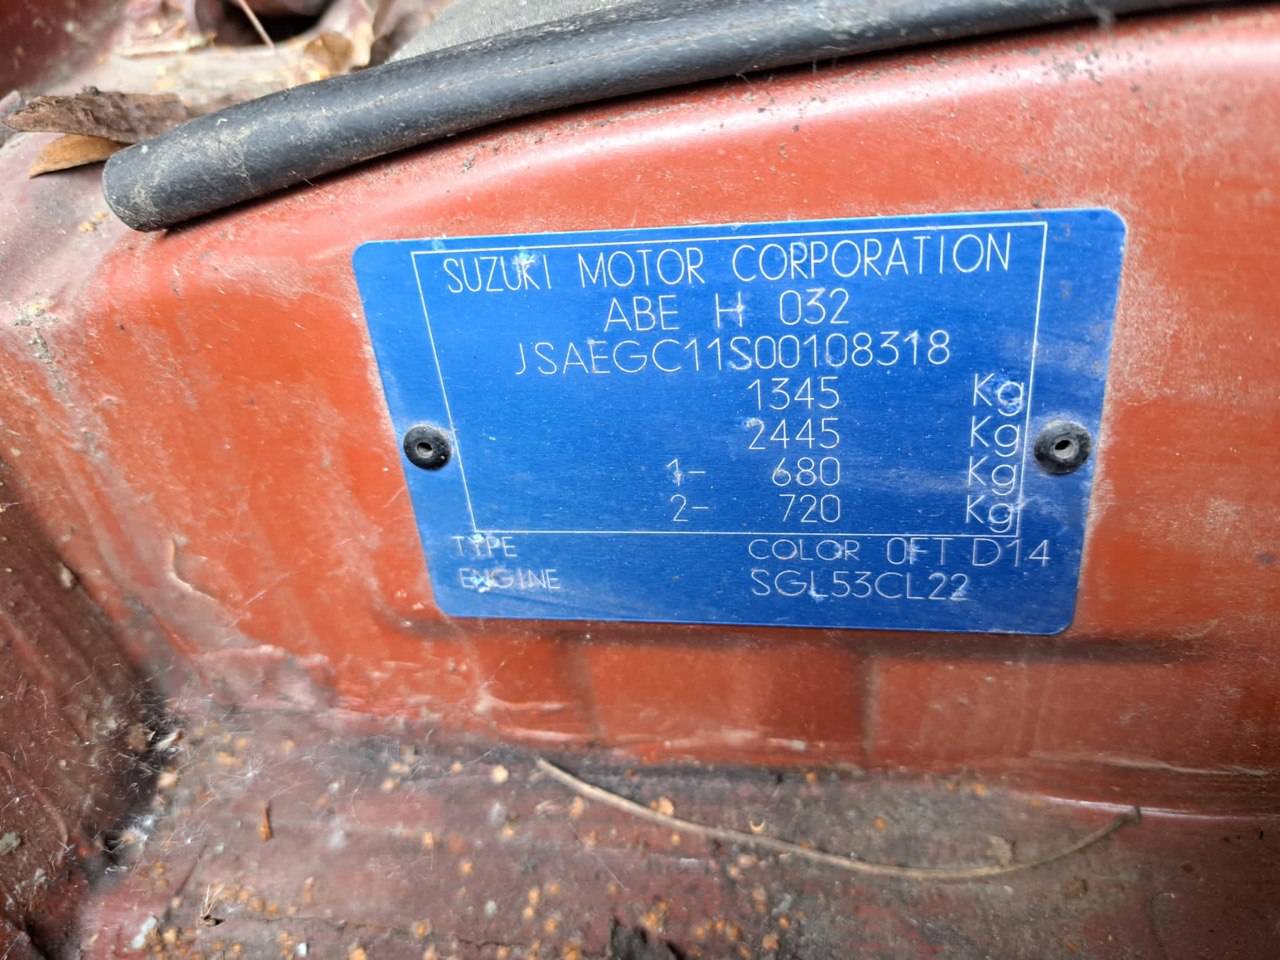 SUZUKI MOTOR CORPORATION
ABE H 032
JSAEGC11S00108318
1345 Kg
2445 Kg
1- 680 Kg
2- 720 Kg
TYPE COLOR 0FT D14
ENGINE SGL53CL22